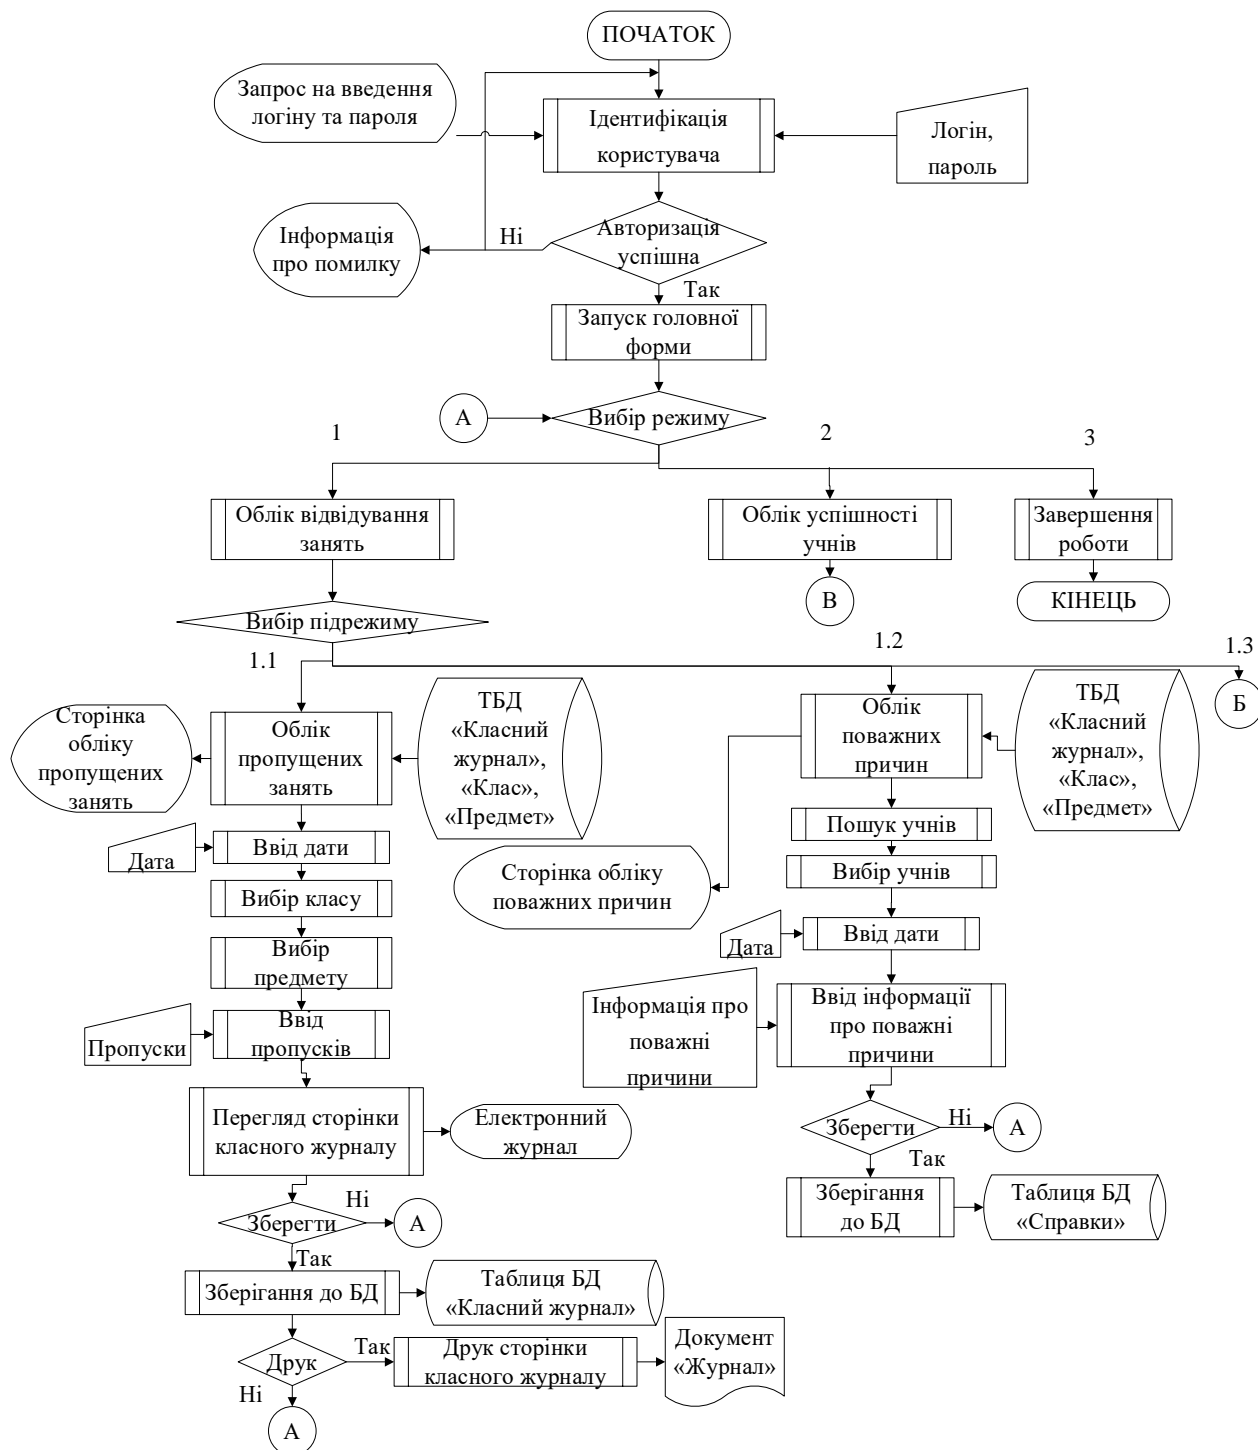 ПОЧАТОК
Запрос на введення
логіну та пароля
Ідентифікація
користувача
Логін,
пароль
Інформація
про помилку
Ні
Авторизація
успішна
Так
Запуск головної
форми
А
Вибір режиму
1
2
3
Облік відвідування
занять
Облік успішності
учнів
Завершення
роботи
В
КІНЕЦЬ
Вибір підрежиму
1.1
1.2
1.3
Б
Сторінка
обліку
пропущених
занять
Облік
пропущених
занять
ТБД
«Класний
журнал»,
«Клас»,
«Предмет»
Облік
поважних
причин
ТБД
«Класний
журнал»,
«Клас»,
«Предмет»
Дата
Ввід дати
Вибір класу
Вибір
предмету
Пропуски
Ввід
пропусків
Сторінка обліку
поважних причин
Пошук учнів
Вибір учнів
Дата
Ввід дати
Інформація про
поважні
причини
Ввід інформації
про поважні
причини
Перегляд сторінки
класного журналу
Електронний
журнал
Зберегти
Ні
А
Так
Зберігання
до БД
Таблиця БД
«Справки»
Зберегти
Ні
А
Так
Зберігання до БД
Таблиця БД
«Класний журнал»
Друк
Так
Друк сторінки
класного журналу
Документ
«Журнал»
Ні
А